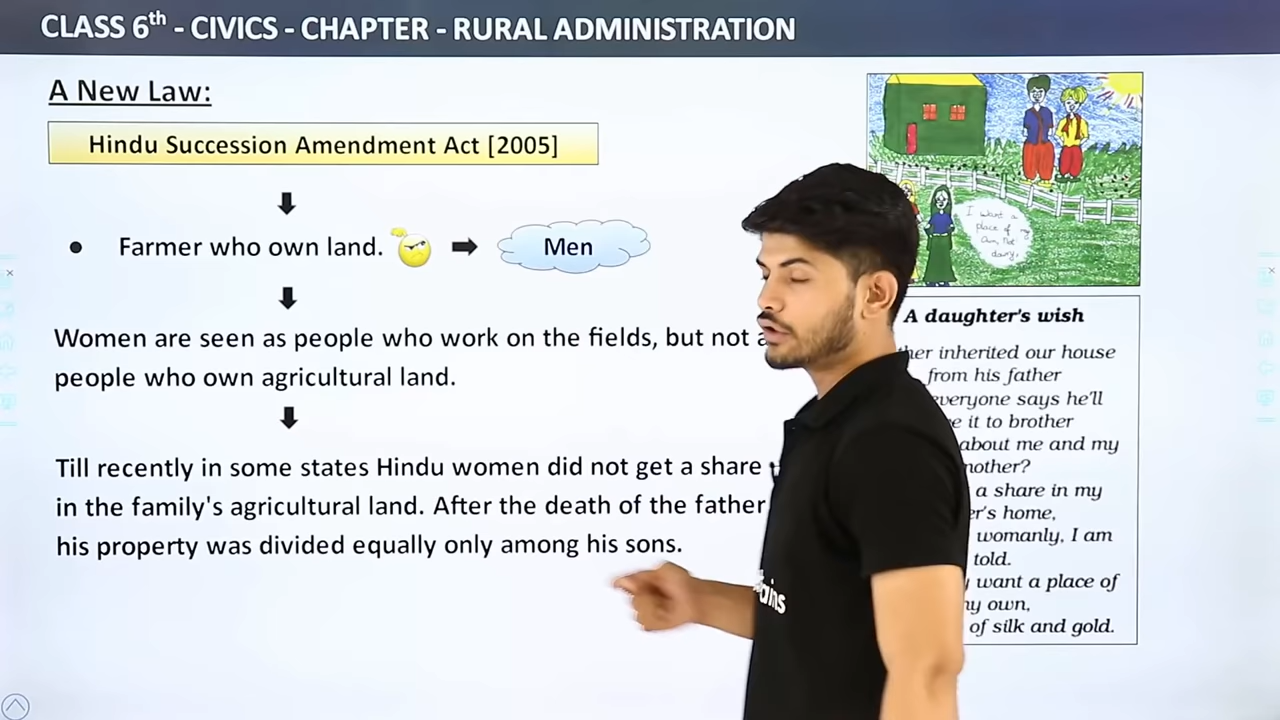 CLASS 6th - CIVICS - CHAPTER - RURAL ADMINISTRATION
A New Law:
Hindu Succession Amendment Act [2005]
• Farmer who own land.
Men
Women are seen as people who work on the fields, but not
people who own agricultural land.
Till recently in some states Hindu women did not get a share
in the family's agricultural land. After the death of the father
his property was divided equally only among his sons.
I want a
place of my
own, not
dowry,
A daughter's wish
inherited our house
from his father
everyone says he'll
it to brother
about me and my
mother?
a share in my
home,
womanly, I am
told.
want a place of
own,
of silk and gold.